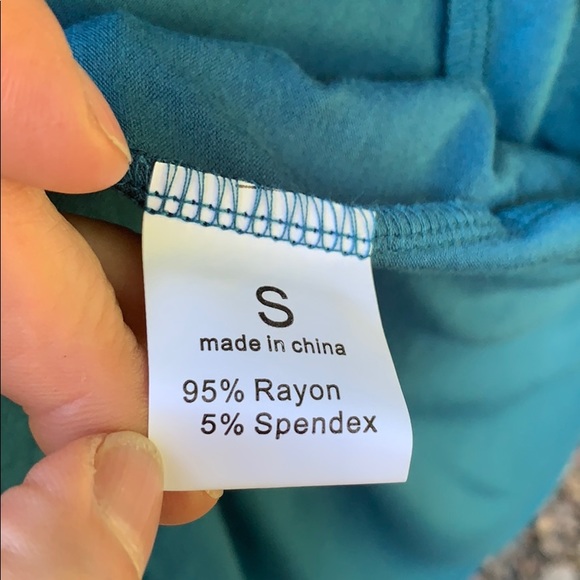 S
made in china
95% Rayon
5% Spendex